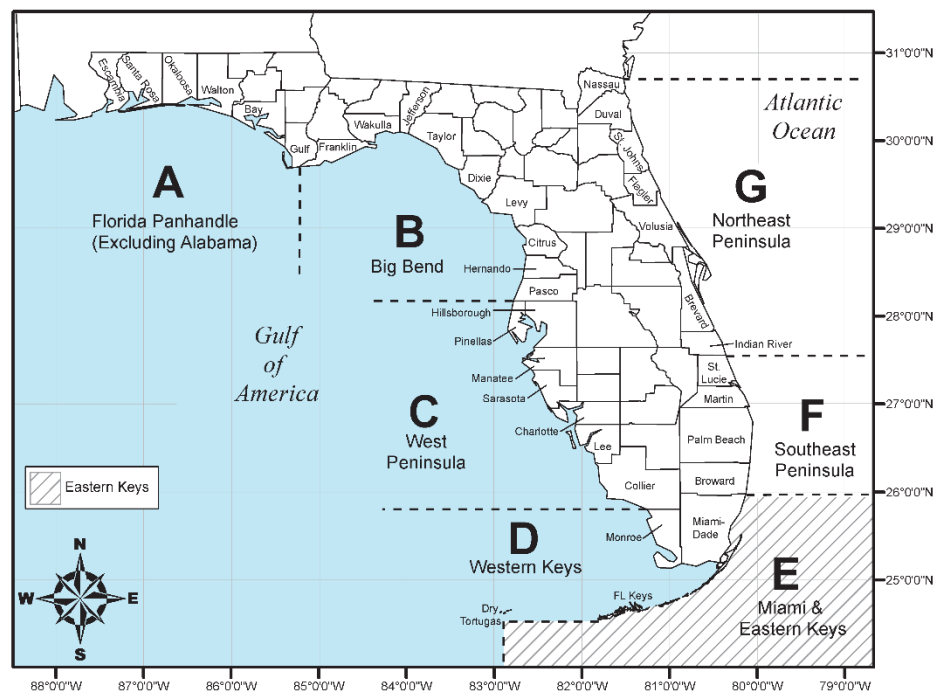 Escambia
Santa Rosa
Okaloosa
Walton
Bay
Gulf
Franklin
Wakulla
Jefferson
Taylor
Dixie
Levy
Citrus
Hernando
Pasco
Hillsborough
Pinellas
Manatee
Sarasota
Charlotte
Lee
Collier
Monroe
Nassau
Duval
St. Johns
Flagler
Volusia
Brevard
Indian River
St.
Lucie
Martin
Palm Beach
Broward
Miami-
Dade
FL Keys
Dry
Tortugas
A
Florida Panhandle
(Excluding Alabama)
B
Big Bend
Gulf
of
America
C
West
Peninsula
D
Western Keys
E
Miami &
Eastern Keys
F
Southeast
Peninsula
G
Northeast
Peninsula
Atlantic
Ocean
Eastern Keys
N
W
E
S
31°0'0"N
30°0'0"N
29°0'0"N
28°0'0"N
27°0'0"N
26°0'0"N
25°0'0"N
88°0'0"W
87°0'0"W
86°0'0"W
85°0'0"W
84°0'0"W
83°0'0"W
82°0'0"W
81°0'0"W
80°0'0"W
79°0'0"W